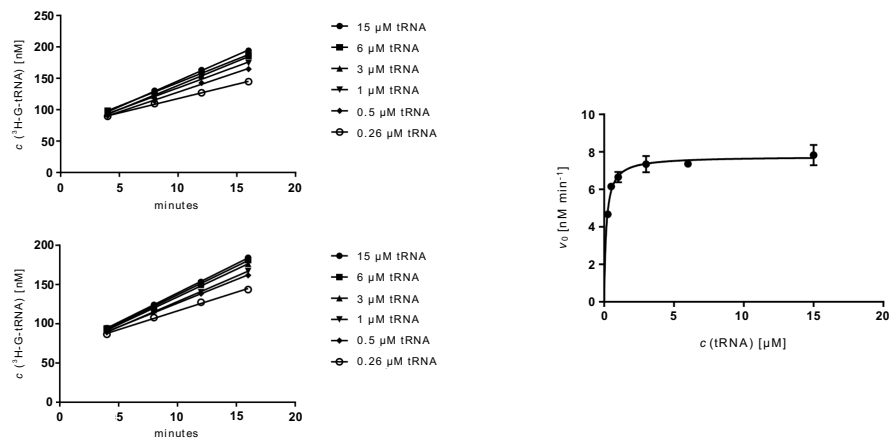 250
200
150
100
50
0
c (³H-G-tRNA) [nM]
0 5 10 15 20
minutes
15 µM tRNA
6 µM tRNA
3 µM tRNA
1 µM tRNA
0.5 µM tRNA
0.26 µM tRNA
200
150
100
50
0
c (³H-G-tRNA) [nM]
0 5 10 15 20
minutes
15 µM tRNA
6 µM tRNA
3 µM tRNA
1 µM tRNA
0.5 µM tRNA
0.26 µM tRNA
10
8
6
4
2
0
v₀ [nM min⁻¹]
0 5 10 15
c (tRNA) [µM]